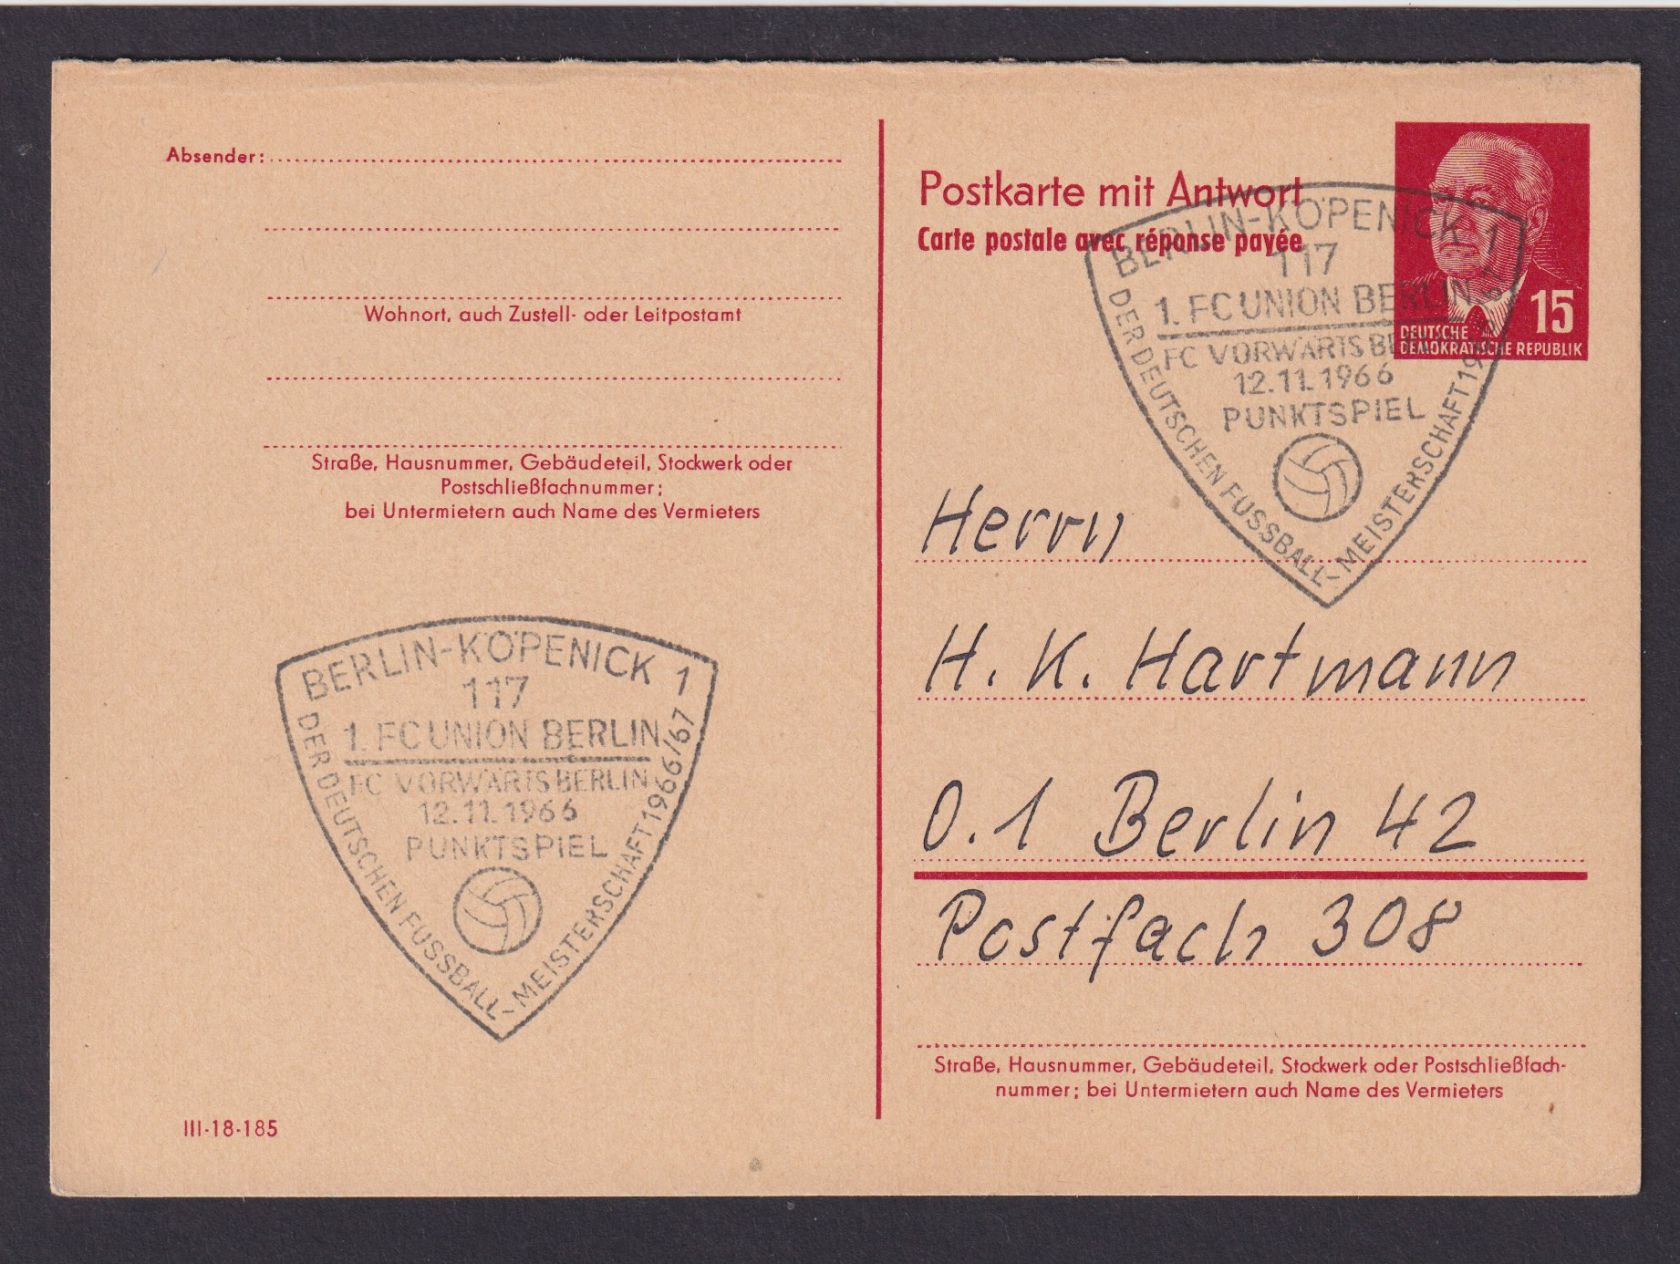 Absender:
Wohnort, auch Zustell- oder Leitpostamt
Straße, Hausnummer, Gebäudeteil, Stockwerk oder
Postschließfachnummer;
bei Untermietern auch Name des Vermieters
BERLIN-KÖPENICK 1
117
1. FC UNION BERLIN
FC VORWÄRTS BERLIN
12.11.1966
PUNKTSPIEL
DER DEUTSCHEN FUSSBALL-MEISTERSCHAFT 1966/67
III-18-185
Postkarte mit Antwort
Carte postale avec réponse payée
15
DEUTSCHE
DEMOKRATISCHE REPUBLIK
BERLIN-KÖPENICK 1
117
1. FC UNION BERLIN
FC VORWÄRTS BERLIN
12.11.1966
PUNKTSPIEL
DER DEUTSCHEN FUSSBALL-MEISTERSCHAFT 1966/67
Herrn
H. K. Hartmann
0.1 Berlin 42
Postfach 308
Straße, Hausnummer, Gebäudeteil, Stockwerk oder Postschließfach-
nummer; bei Untermietern auch Name des Vermieters